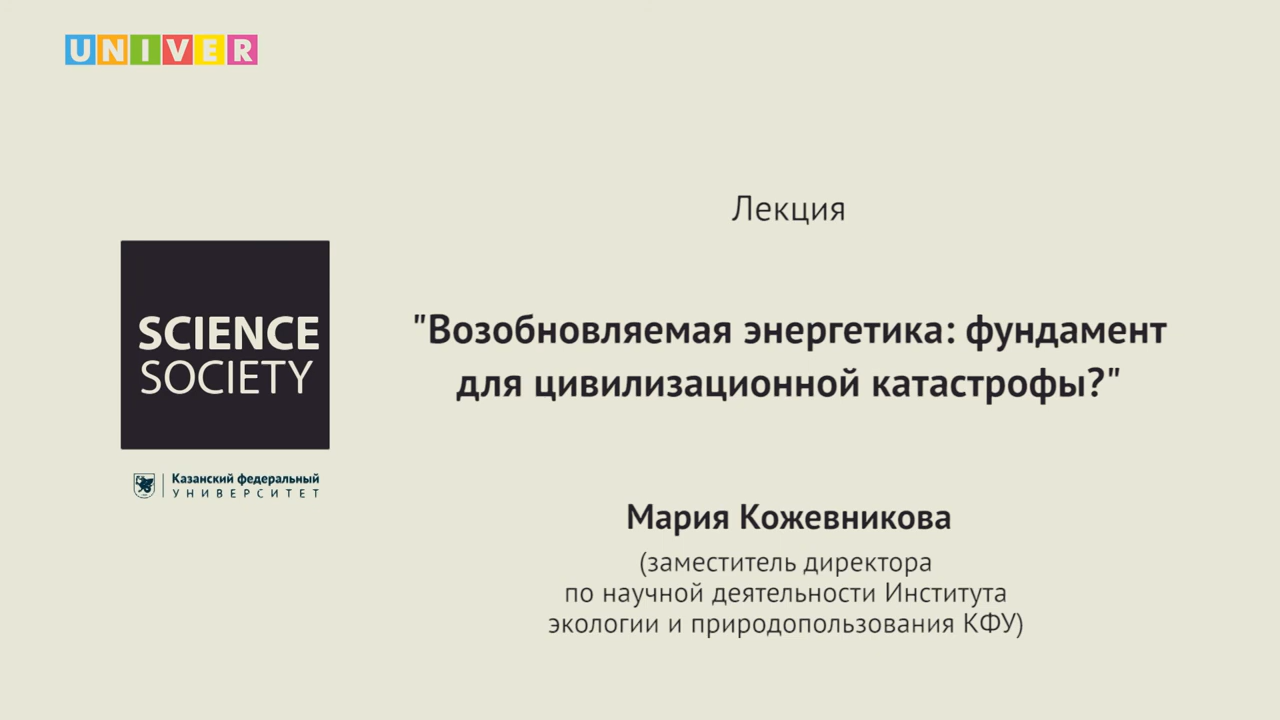 UNIVER
Лекция
SCIENCE
SOCIETY
"Возобновляемая энергетика: фундамент
для цивилизационной катастрофы?"
Казанский федеральный
УНИВЕРСИТЕТ
Мария Кожевникова
(заместитель директора
по научной деятельности Института
экологии и природопользования КФУ)